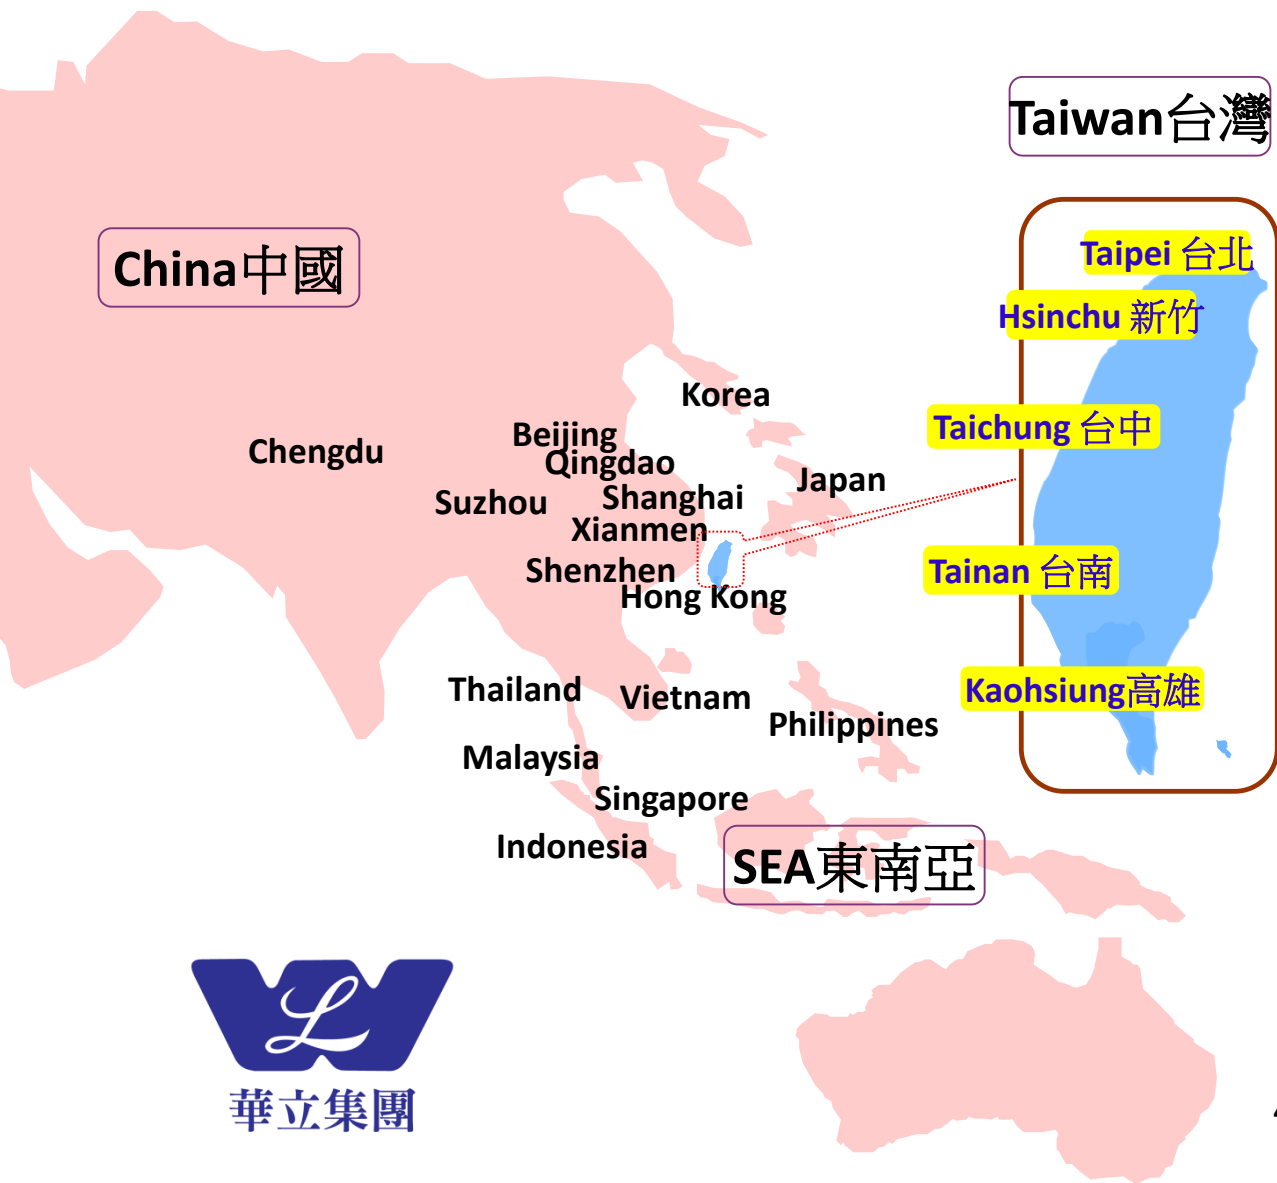 Taiwan台灣
China中國
Taipei 台北
Hsinchu 新竹
Korea
Taichung 台中
Beijing
Chengdu
Qingdao
Japan
Suzhou
Shanghai
Xianmen
Shenzhen
Tainan 台南
Hong Kong
Thailand
Vietnam
Kaohsiung高雄
Philippines
Malaysia
Singapore
Indonesia
SEA東南亞
L
華立集團